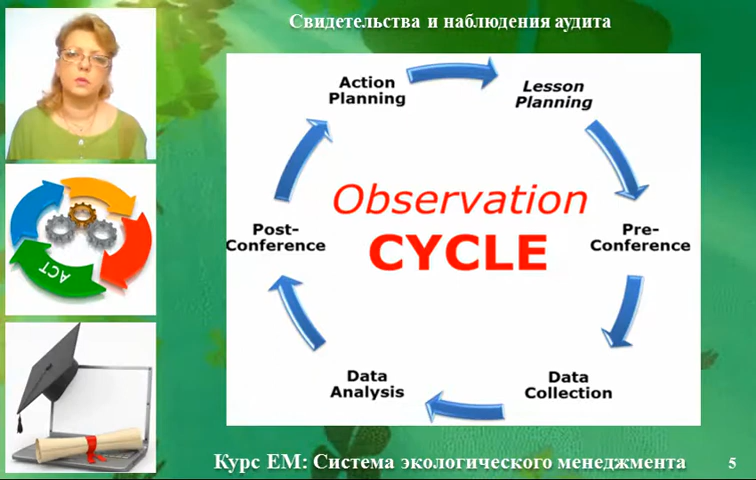 Свидетельства и наблюдения аудита
Action
Planning
Lesson
Planning
Pre-
Conference
Data
Collection
Data
Analysis
Post-
Conference
Observation
CYCLE
ACT
Курс ЕМ: Система экологического менеджмента
5